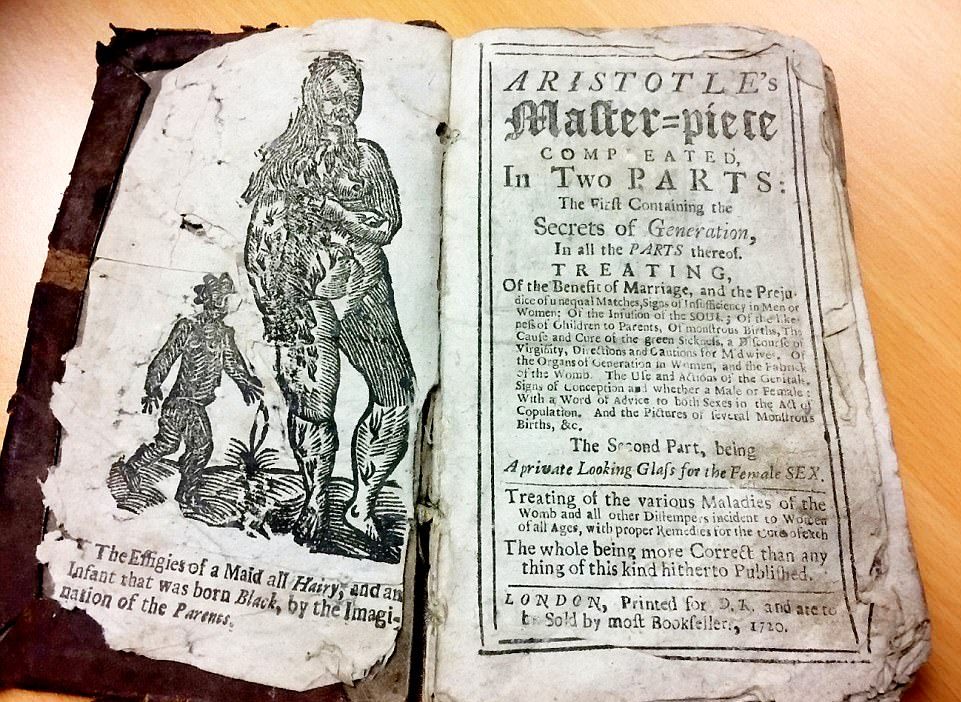 The Effigies of a Maid all Hairy, and an
Infant that was born Black, by the Imagi-
nation of the Parents.
ARISTOTLE's
Maſter=piece
COMP EATED,
In Two PARTS:
The Firſt Containing the
Secrets of Generation,
In all the PARTS thereof.
TREATING,
Of the Benefit of Marriage, and the Preju-
dice of unequal Matches, Signs of Inſufficiency in Men or
Women: Of the Infuſion of the SOUL; Of the like-
neſs of Children to Parents, Of monſtrous Births, The
Cauſe and Cure of the green Sickneſs, a Diſcourſe of
Virginity, Directions and Cautions for Midwives. Of
the Organs of Generation in Women, and the Fabrick
of the Womb. The Uſe and Actions of the Genitals,
Signs of Conception and whether a Male or Female:
With a Word of Advice to both Sexes in the Act of
Copulation. And the Pictures of ſeveral Monſtrous
Births, &c.
The Second Part, being
A private Looking Glaſs for the Female SEX.
Treating of the various Maladies of the
Womb and all other Diſtempers incident to Women
of all Ages, with proper Remedies for the Cure of each
The whole being more Correct than any
thing of this kind hitherto Publiſhed.
LONDON, Printed for and are to
be Sold by moſt Bookſellers, 1720.